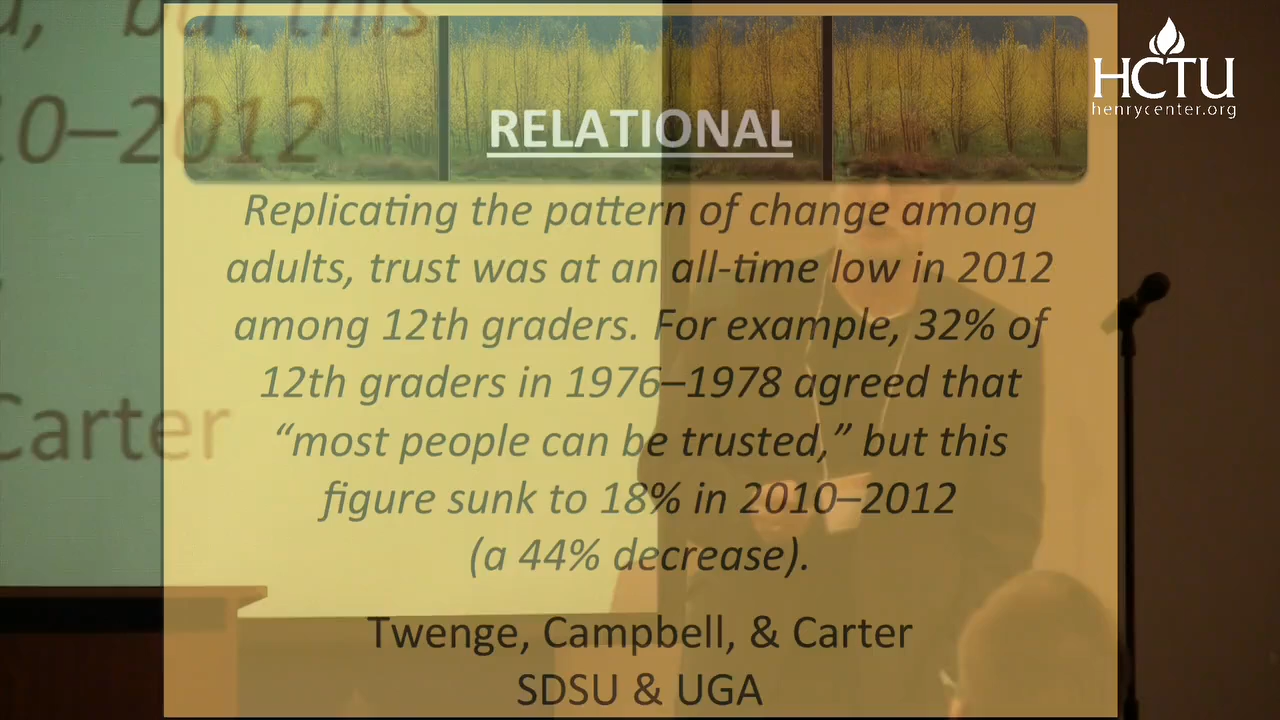 d, but this
10–2012
Carter
HCTU
henrycenter.org
RELATIONAL
Replicating the pattern of change among
adults, trust was at an all-time low in 2012
among 12th graders. For example, 32% of
12th graders in 1976–1978 agreed that
“most people can be trusted,” but this
figure sunk to 18% in 2010–2012
(a 44% decrease).
Twenge, Campbell, & Carter
SDSU & UGA